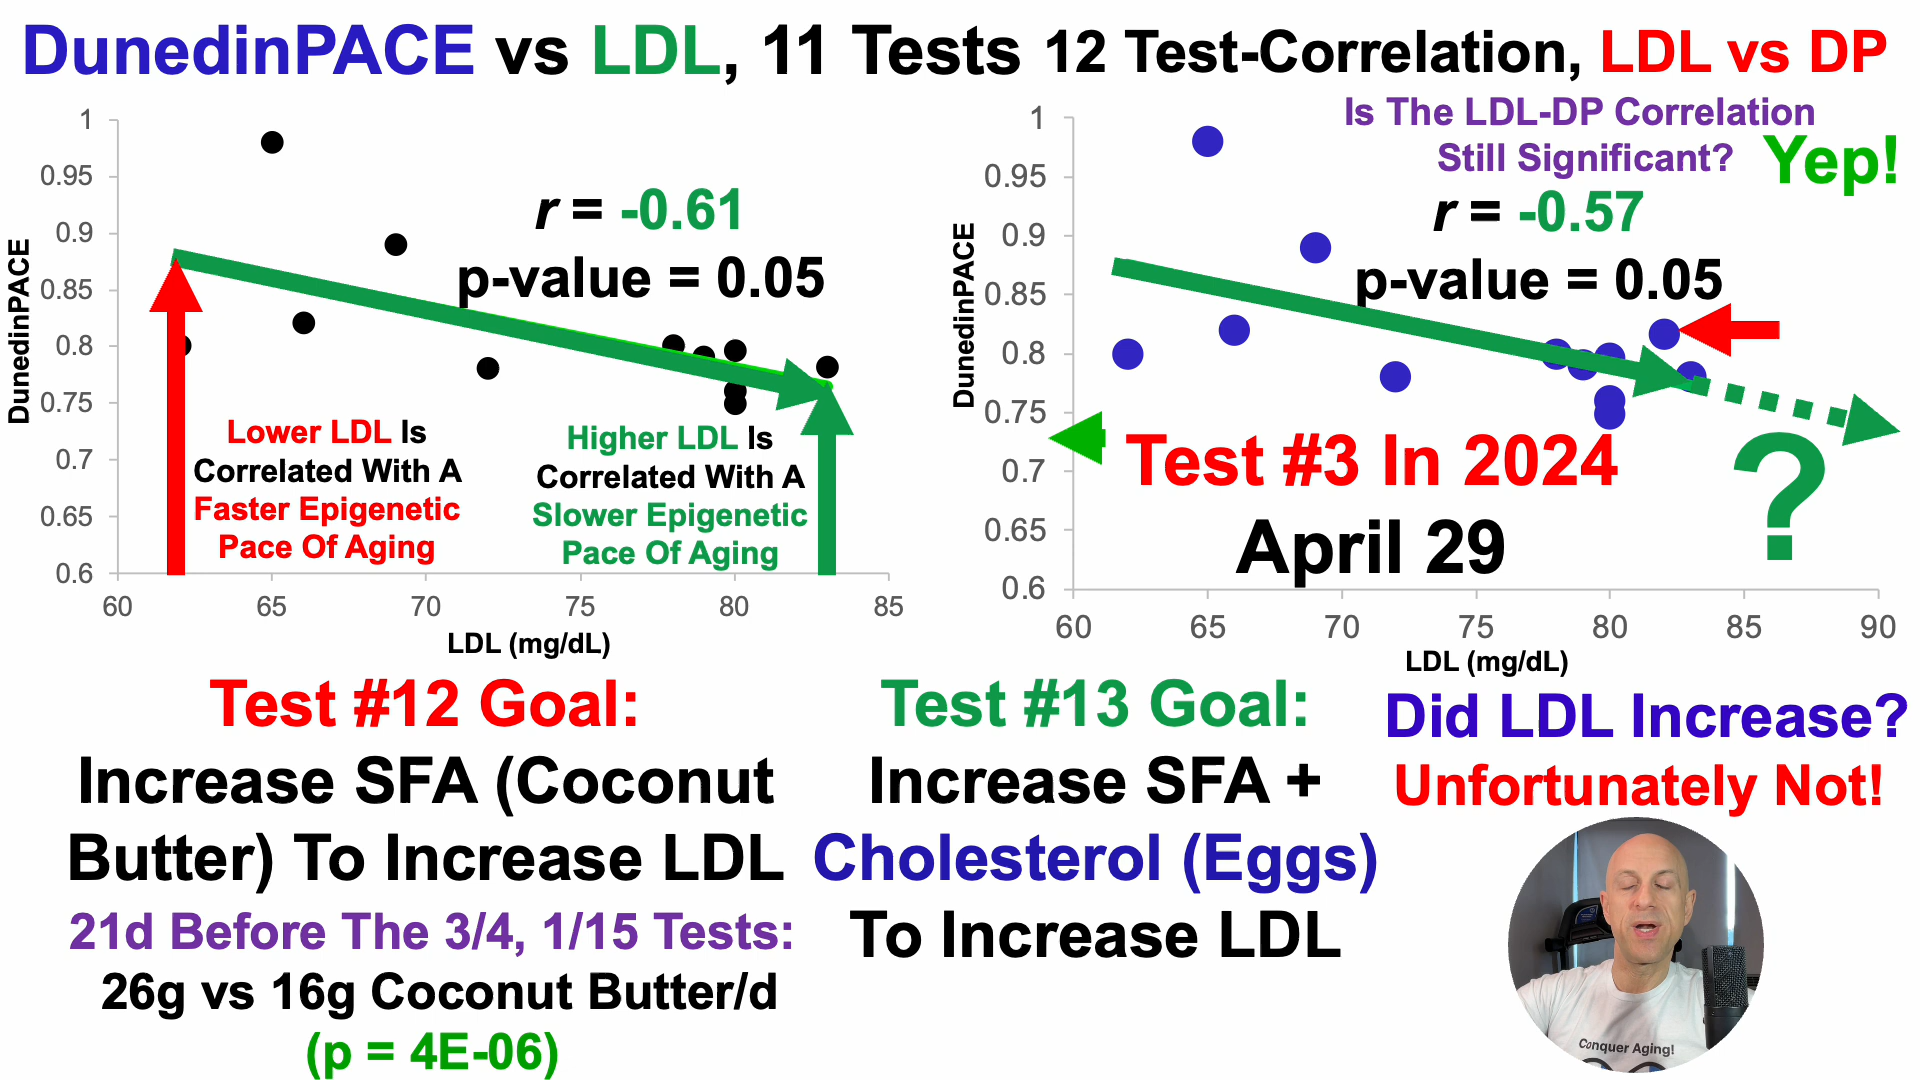 DunedinPACE vs LDL, 11 Tests
12 Test-Correlation, LDL vs DP
1
0.95
0.9
0.85
0.8
0.75
0.7
0.65
0.6
DunedinPACE
r = -0.61
p-value = 0.05
Lower LDL Is
Correlated With A
Faster Epigenetic
Pace Of Aging
Higher LDL Is
Correlated With A
Slower Epigenetic
Pace Of Aging
60 65 70 75 80 85
LDL (mg/dL)
Is The LDL-DP Correlation
Still Significant?
Yep!
1
0.95
0.9
0.85
0.8
0.75
0.7
0.65
0.6
DunedinPACE
r = -0.57
p-value = 0.05
Test #3 In 2024
April 29
?
60 65 70 75 80 85 90
LDL (mg/dL)
Test #12 Goal:
Increase SFA (Coconut
Butter) To Increase LDL
21d Before The 3/4, 1/15 Tests:
26g vs 16g Coconut Butter/d
(p = 4E-06)
Test #13 Goal:
Increase SFA +
Cholesterol (Eggs)
To Increase LDL
Did LDL Increase?
Unfortunately Not!
Conquer Aging!